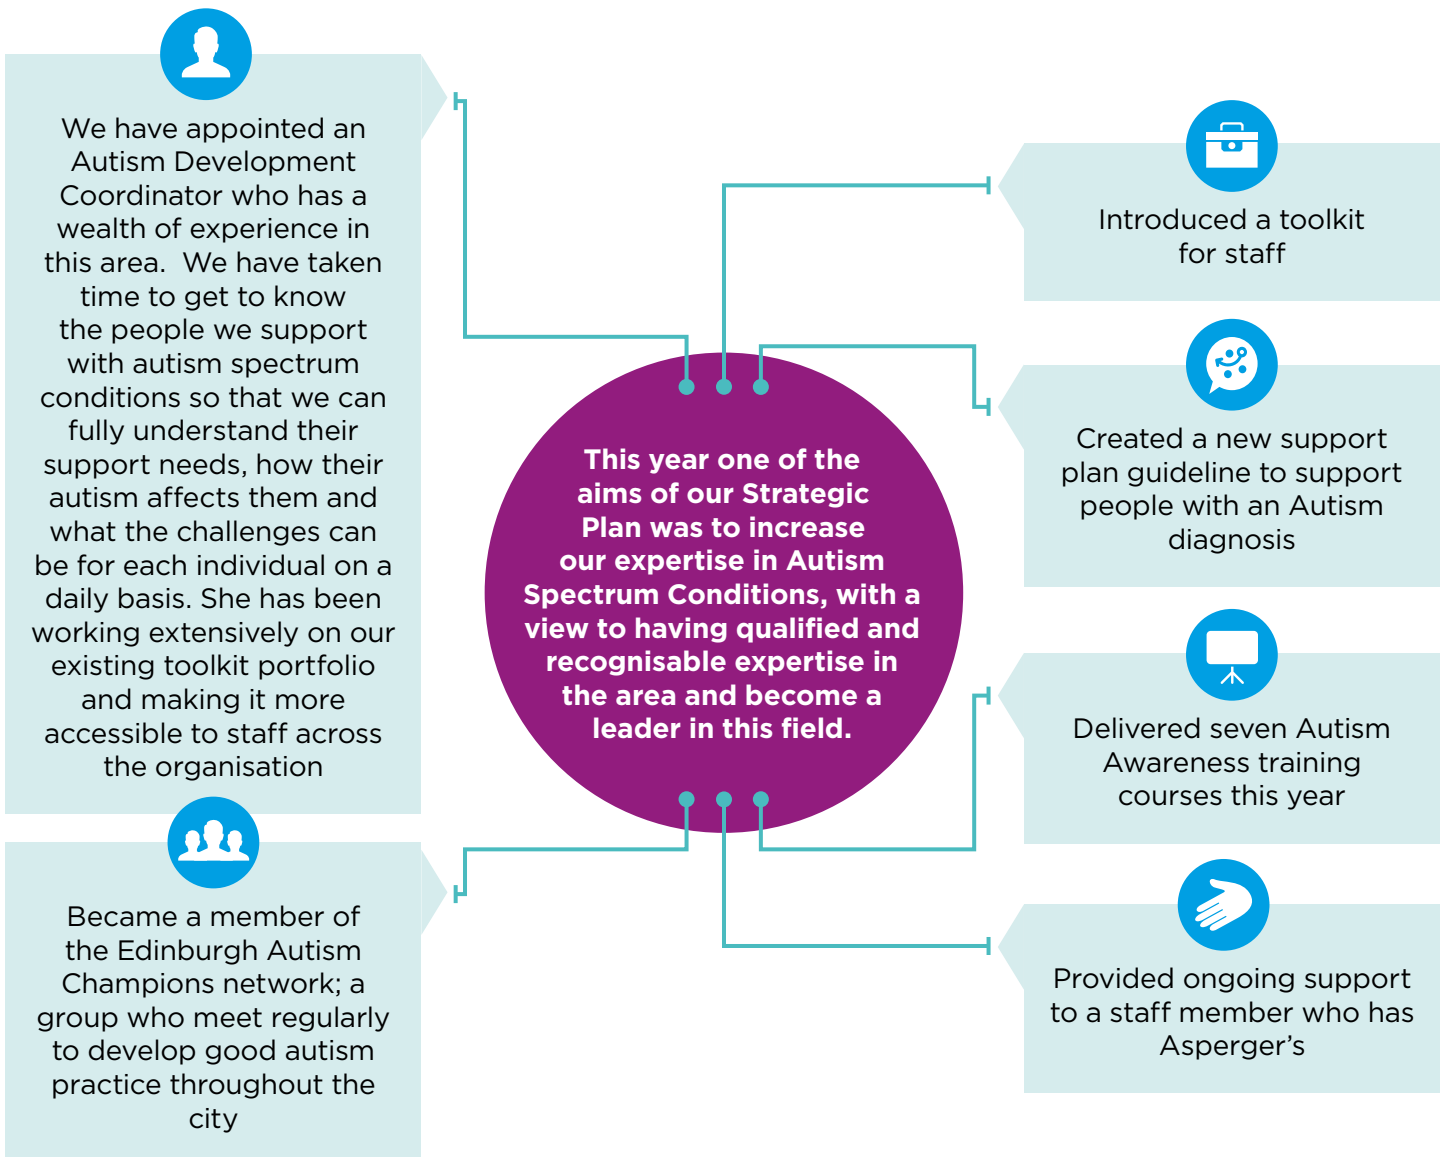 We have appointed an
Autism Development
Coordinator who has a
wealth of experience in
this area.  We have taken
time to get to know
the people we support
with autism spectrum
conditions so that we can
fully understand their
support needs, how their
autism affects them and
what the challenges can
be for each individual on a
daily basis. She has been
working extensively on our
existing toolkit portfolio
and making it more
accessible to staff across
the organisation
Became a member of
the Edinburgh Autism
Champions network; a
group who meet regularly
to develop good autism
practice throughout the
city
This year one of the
aims of our Strategic
Plan was to increase
our expertise in Autism
Spectrum Conditions, with a
view to having qualified and
recognisable expertise in
the area and become a
leader in this field.
Introduced a toolkit
for staff
Created a new support
plan guideline to support
people with an Autism
diagnosis
Delivered seven Autism
Awareness training
courses this year
Provided ongoing support
to a staff member who has
Asperger's